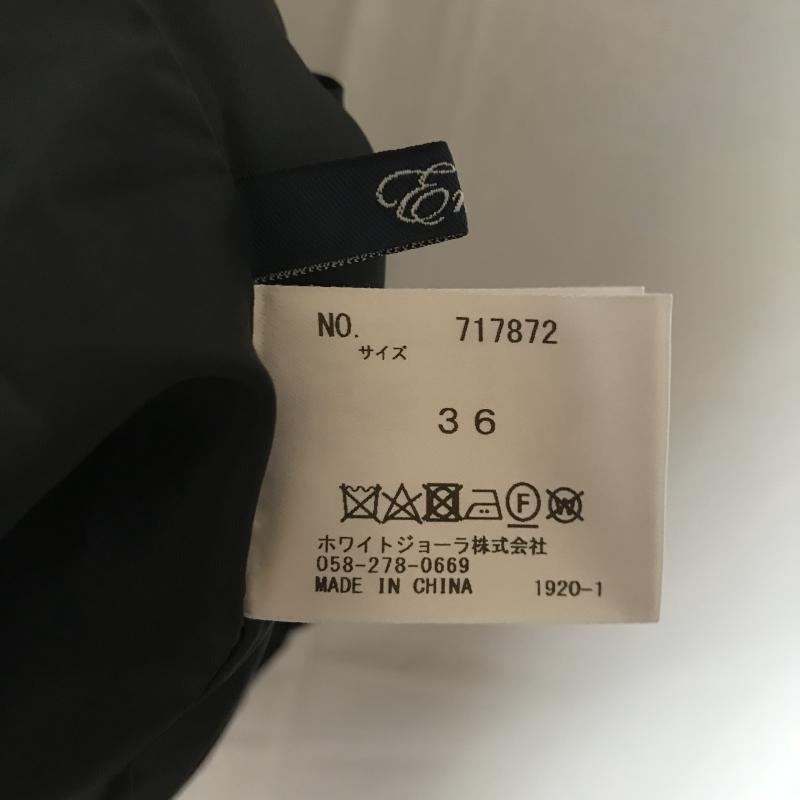 NO. 717872
サイズ
36
F W
ホワイトジョーラ株式会社
058-278-0669
MADE IN CHINA 1920-1